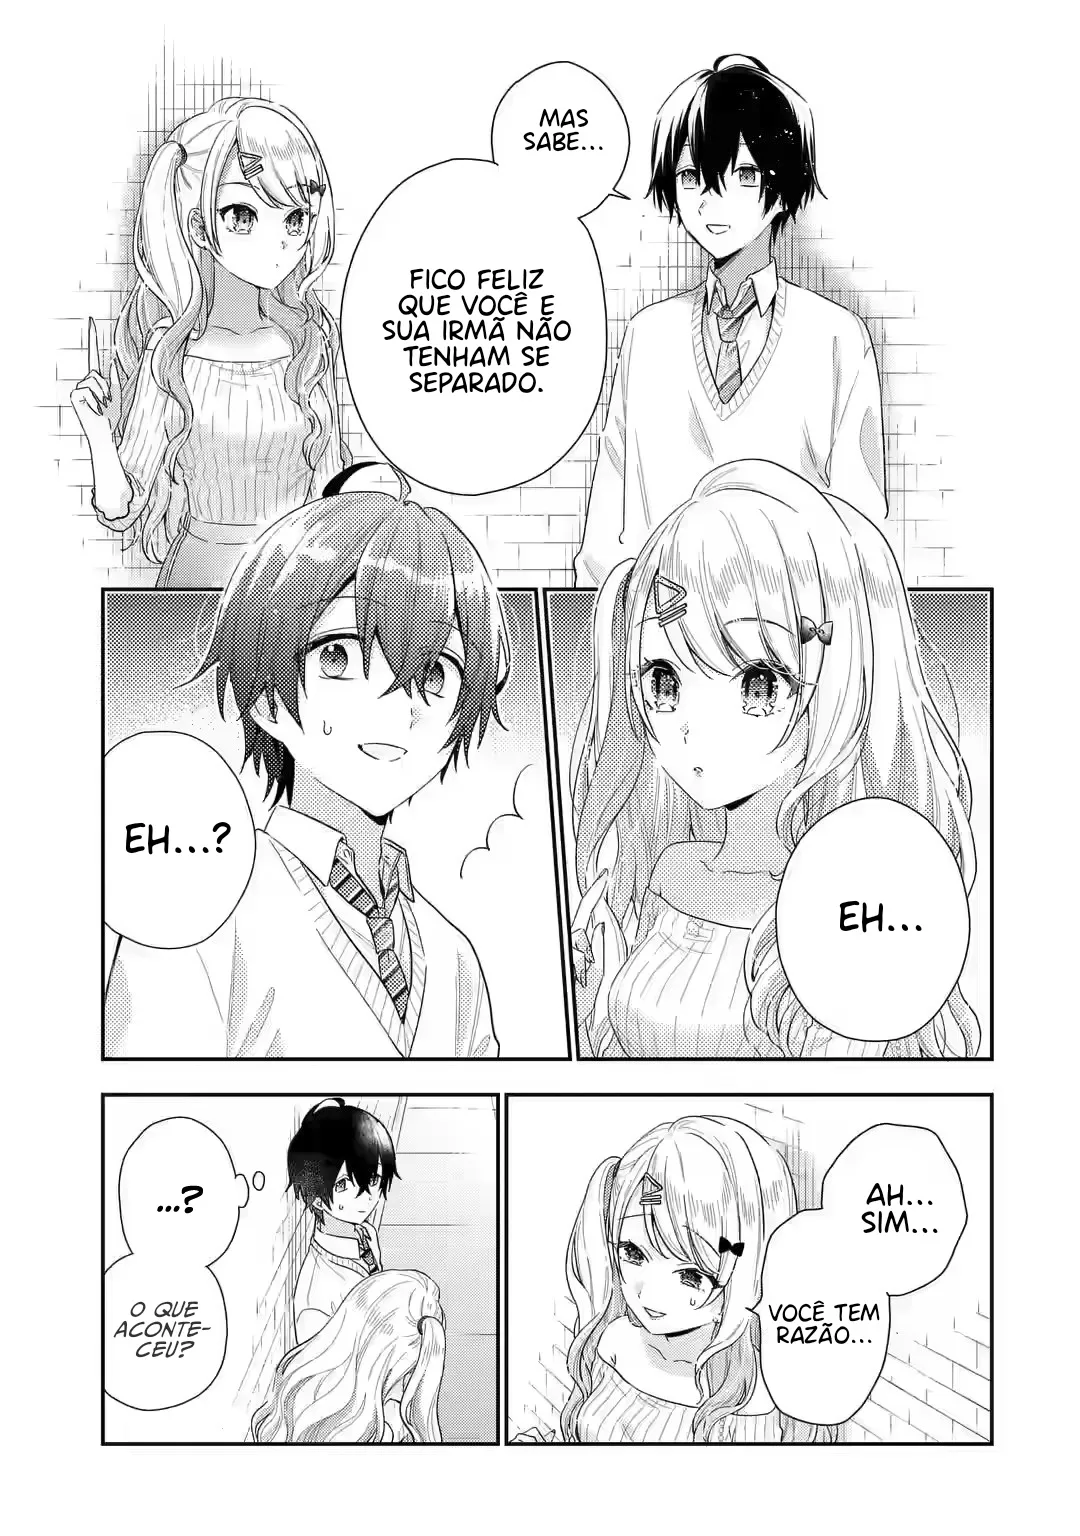 MAS
SABE...
FICO FELIZ
QUE VOCÊ E
SUA IRMÃ NÃO
TENHAM SE
SEPARADO.
EH...
EH...?
AH...
SIM...
VOCÊ TEM
RAZÃO...
...?
O QUE
ACONTE-
CEU?